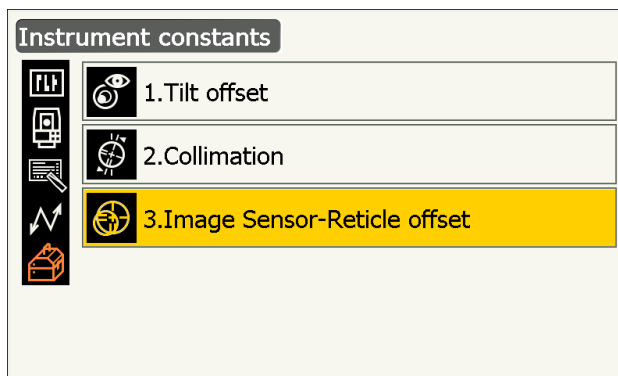 Instrument constants
1.Tilt offset
2.Collimation
3.Image Sensor-Reticle offset